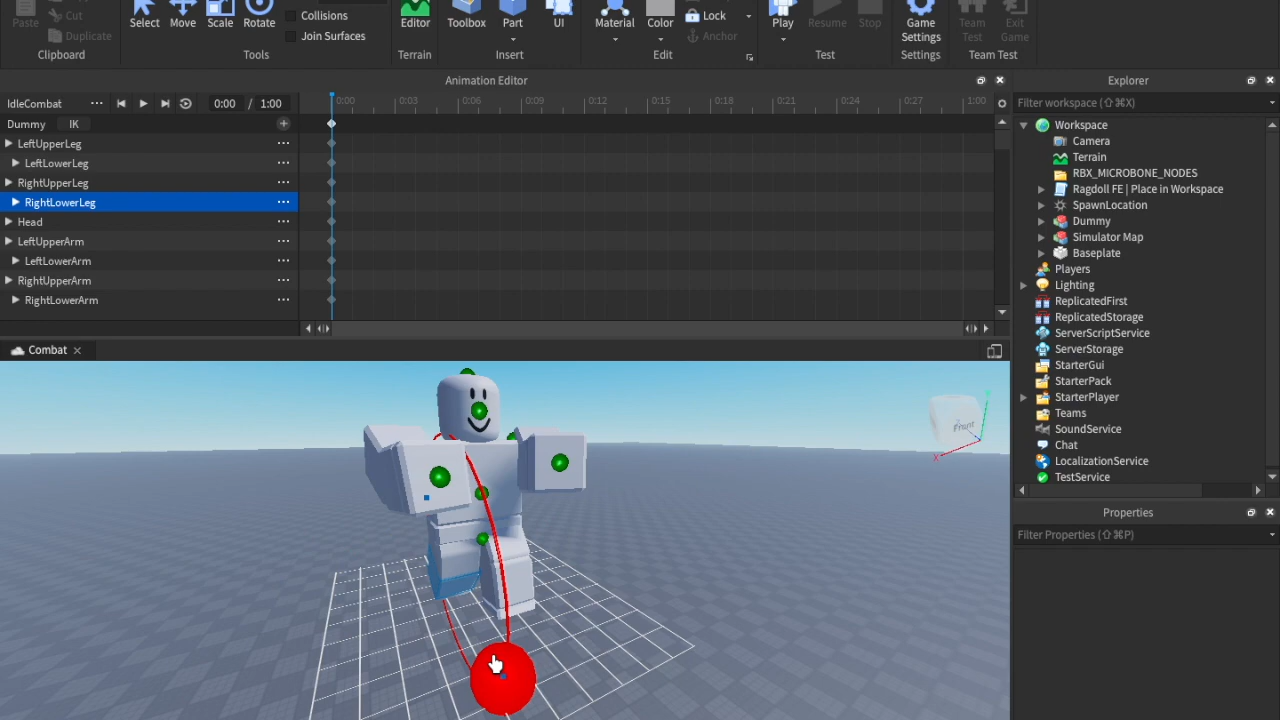 Paste Cut Select Move Scale Rotate Collisions Editor Toolbox Part UI Material Color Lock Play Resume Stop Game Settings Team Test Exit Game
Duplicate Join Surfaces Anchor
Clipboard Tools Terrain Insert Edit Test Settings Team Test
Animation Editor
IdleCombat 0:00 / 1:00 0:00 0:03 0:06 0:09 0:12 0:15 0:18 0:21 0:24 0:27 1:00
Dummy IK
LeftUpperLeg
LeftLowerLeg
RightUpperLeg
RightLowerLeg
Head
LeftUpperArm
LeftLowerArm
RightUpperArm
RightLowerArm
Combat
Front
X
Explorer
Filter workspace (⇧⌘X)
Workspace
Camera
Terrain
RBX_MICROBONE_NODES
Ragdoll FE | Place in Workspace
SpawnLocation
Dummy
Simulator Map
Baseplate
Players
Lighting
ReplicatedFirst
ReplicatedStorage
ServerScriptService
ServerStorage
StarterGui
StarterPack
StarterPlayer
Teams
SoundService
Chat
LocalizationService
TestService
Properties
Filter Properties (⇧⌘P)